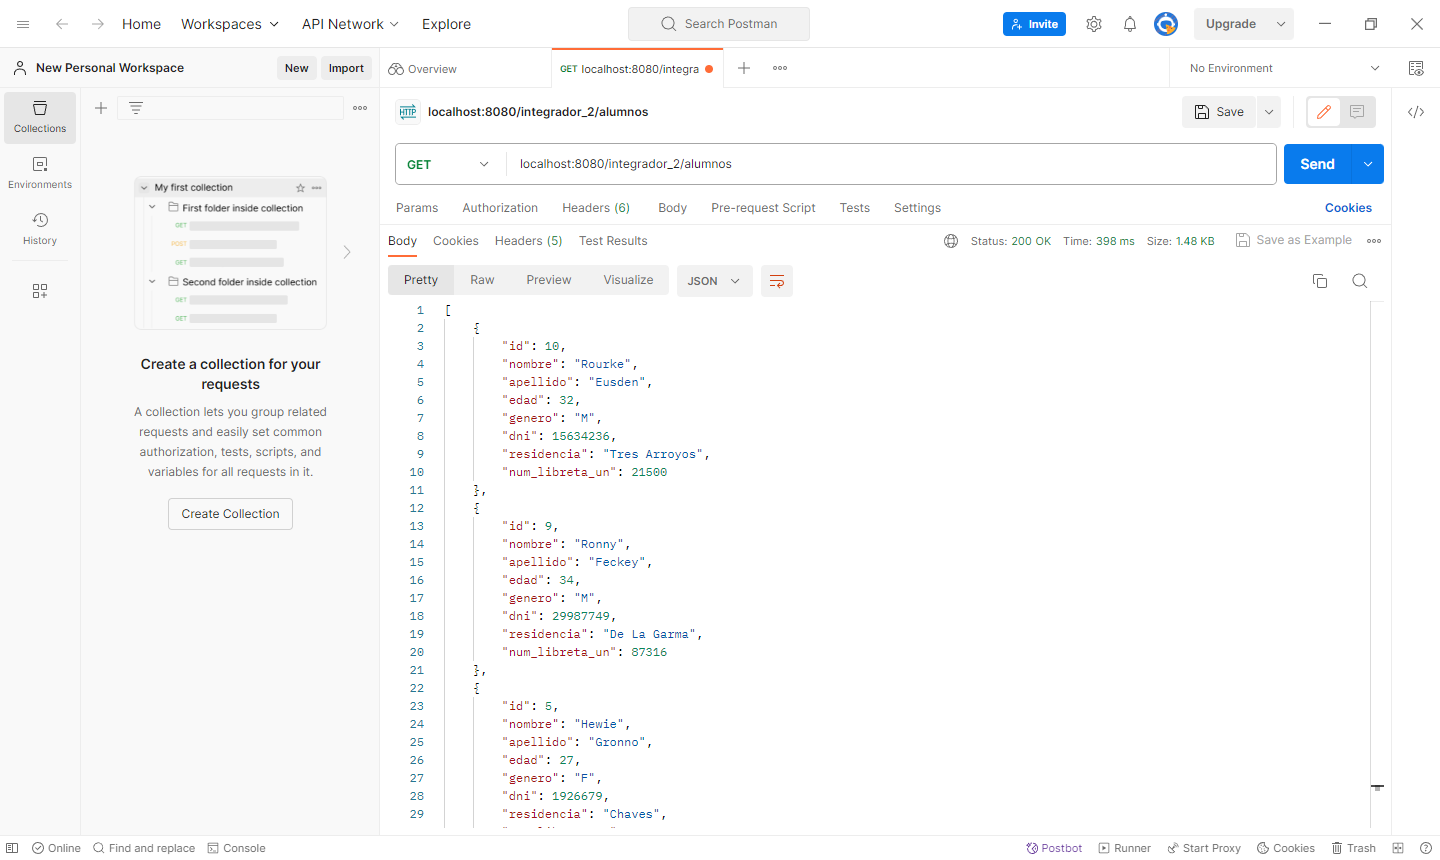 Home Workspaces API Network Explore Search Postman Invite Upgrade
New Personal Workspace New Import Overview GET localhost:8080/integra No Environment
Collections
Environments
History
My first collection
First folder inside collection
GET
POST
GET
Second folder inside collection
GET
GET
Create a collection for your
requests
A collection lets you group related
requests and easily set common
authorization, tests, scripts, and
variables for all requests in it.
Create Collection
HTTP localhost:8080/integrador_2/alumnos Save
GET localhost:8080/integrador_2/alumnos Send
Params Authorization Headers (6) Body Pre-request Script Tests Settings Cookies
Body Cookies Headers (5) Test Results Status: 200 OK Time: 398 ms Size: 1.48 KB Save as Example
Pretty Raw Preview Visualize JSON
1 [
2 {
3 "id": 10,
4 "nombre": "Rourke",
5 "apellido": "Eusden",
6 "edad": 32,
7 "genero": "M",
8 "dni": 15634236,
9 "residencia": "Tres Arroyos",
10 "num_libreta_un": 21500
11 },
12 {
13 "id": 9,
14 "nombre": "Ronny",
15 "apellido": "Feckey",
16 "edad": 34,
17 "genero": "M",
18 "dni": 29987749,
19 "residencia": "De La Garma",
20 "num_libreta_un": 87316
21 },
22 {
23 "id": 5,
24 "nombre": "Hewie",
25 "apellido": "Gronno",
26 "edad": 27,
27 "genero": "F",
28 "dni": 1926679,
29 "residencia": "Chaves",
Online Find and replace Console Postbot Runner Start Proxy Cookies Trash